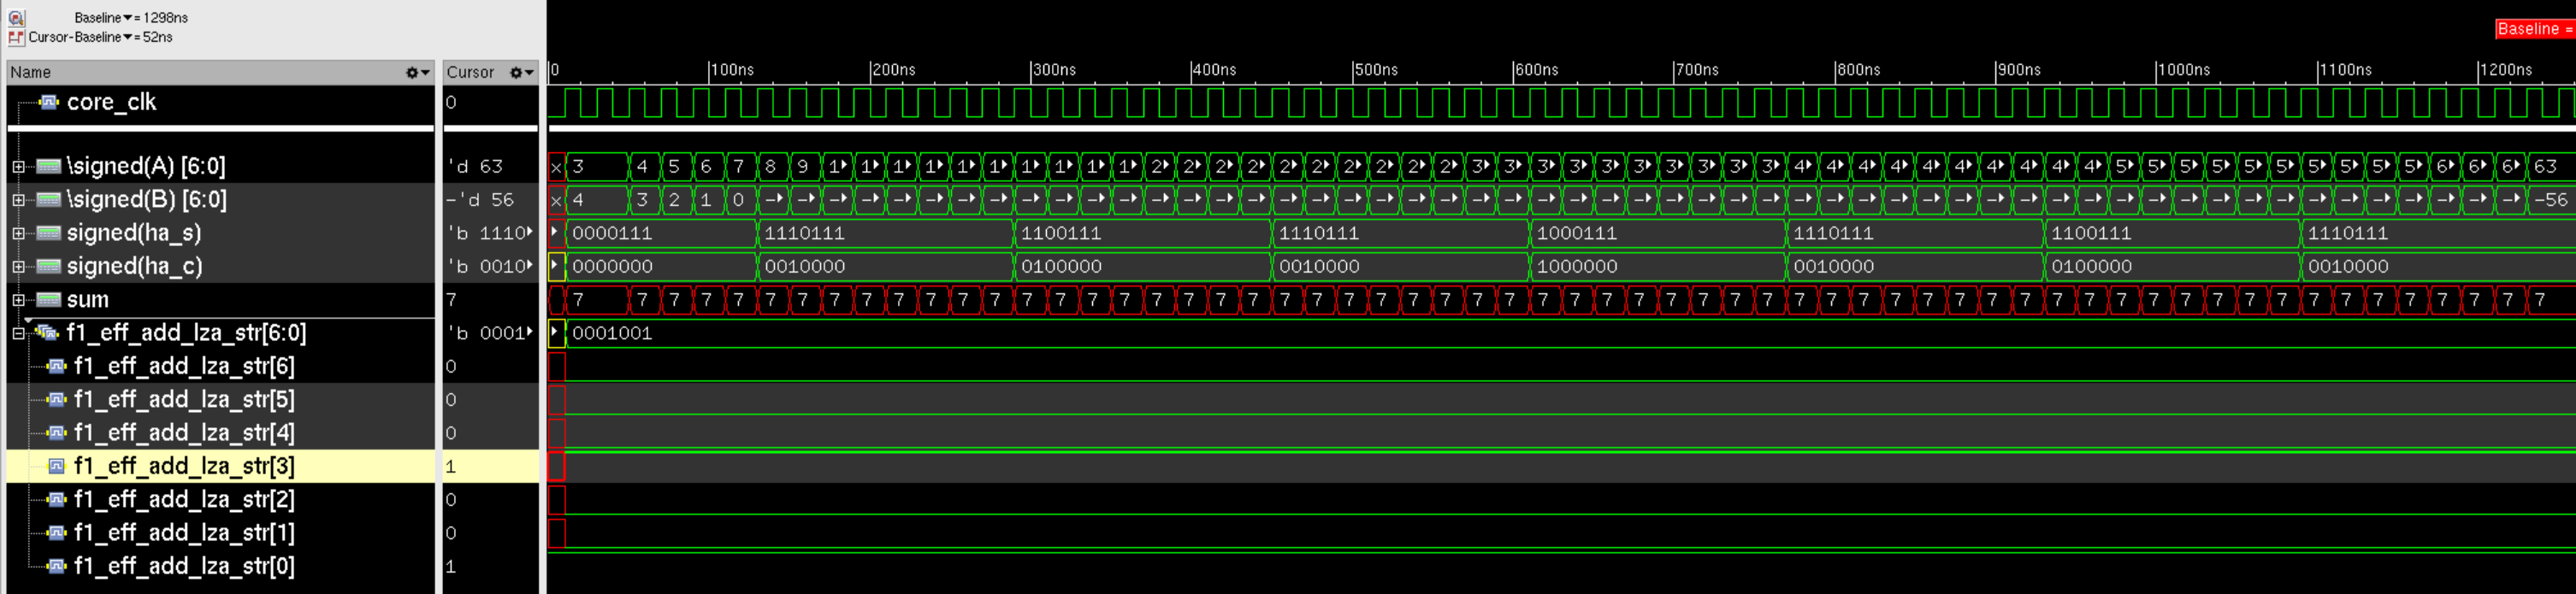 Baseline▼= 1298ns
Cursor-Baseline▼= 52ns
Baseline =
Name
Cursor
0 100ns 200ns 300ns 400ns 500ns 600ns 700ns 800ns 900ns 1000ns 1100ns 1200ns
core_clk 0
\signed(A) [6:0] 'd 63 x 3 4 5 6 7 8 9 1 1 1 1 1 1 1 1 1 1 2 2 2 2 2 2 2 2 2 2 3 3 3 3 3 3 3 3 3 3 4 4 4 4 4 4 4 4 4 4 5 5 5 5 5 5 5 5 5 5 6 6 6 63
\signed(B) [6:0] -'d 56 x 4 3 2 1 0 - - - - - - - - - - - - - - - - - - - - - - - - - - - - - - - - - - - - - - - - - - - - - - - - - - - - - - - -56
signed(ha_s) 'b 1110 0000111 1110111 1100111 1110111 1000111 1110111 1100111 1110111
signed(ha_c) 'b 0010 0000000 0010000 0100000 0010000 1000000 0010000 0100000 0010000
sum 7 7 7 7 7 7 7 7 7 7 7 7 7 7 7 7 7 7 7 7 7 7 7 7 7 7 7 7 7 7 7 7 7 7 7 7 7 7 7 7 7 7 7 7 7 7 7 7 7 7 7 7 7 7 7 7 7 7 7 7 7 7
f1_eff_add_lza_str[6:0] 'b 0001 0001001
f1_eff_add_lza_str[6] 0
f1_eff_add_lza_str[5] 0
f1_eff_add_lza_str[4] 0
f1_eff_add_lza_str[3] 1
f1_eff_add_lza_str[2] 0
f1_eff_add_lza_str[1] 0
f1_eff_add_lza_str[0] 1